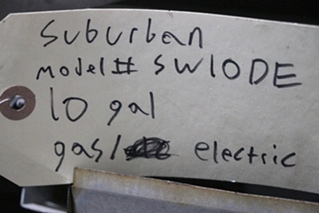 Suburban
model# SW10DE
10 gal
gas/ electric